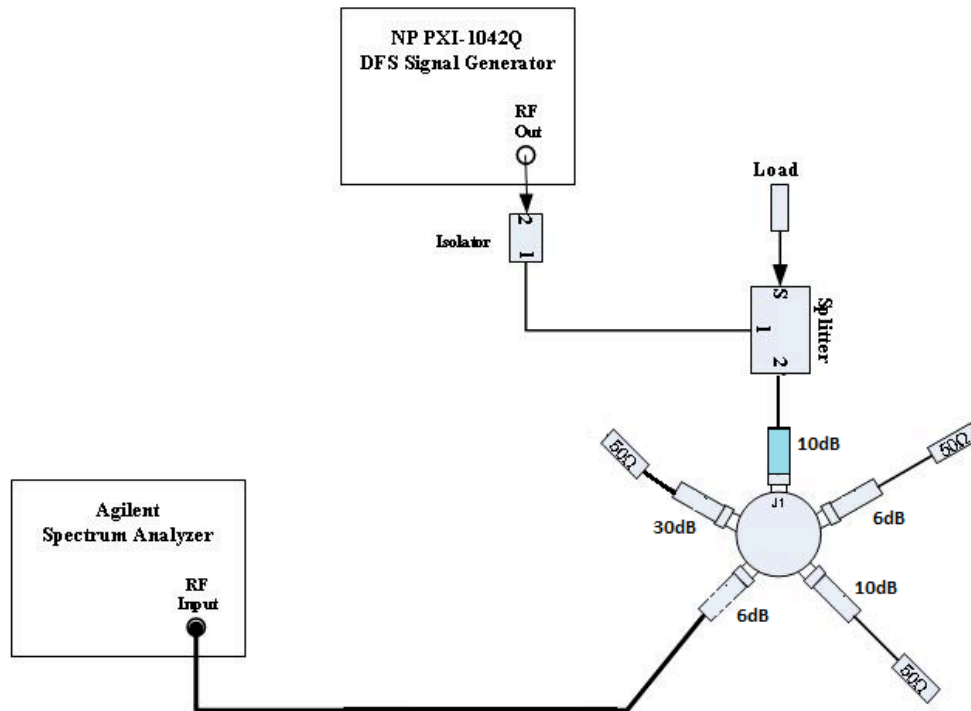 NP PXI-1042Q
DFS Signal Generator
RF
Out
Load
2
1
Isolator
S
1
2
Splitter
10dB
50Ω
50Ω
J1
30dB
6dB
Agilent
Spectrum Analyzer
RF
Input
10dB
6dB
50Ω